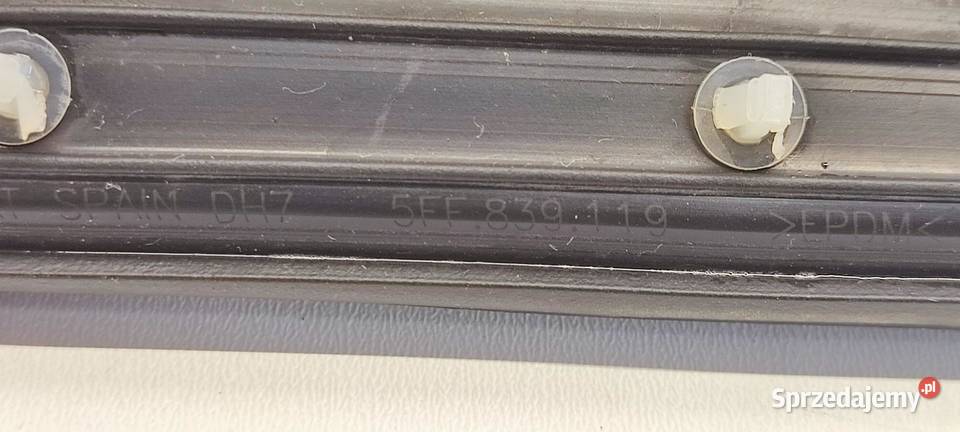 SPAIN DH7 5FF.839.119 >EPDM<
Sprzedajemy.pl